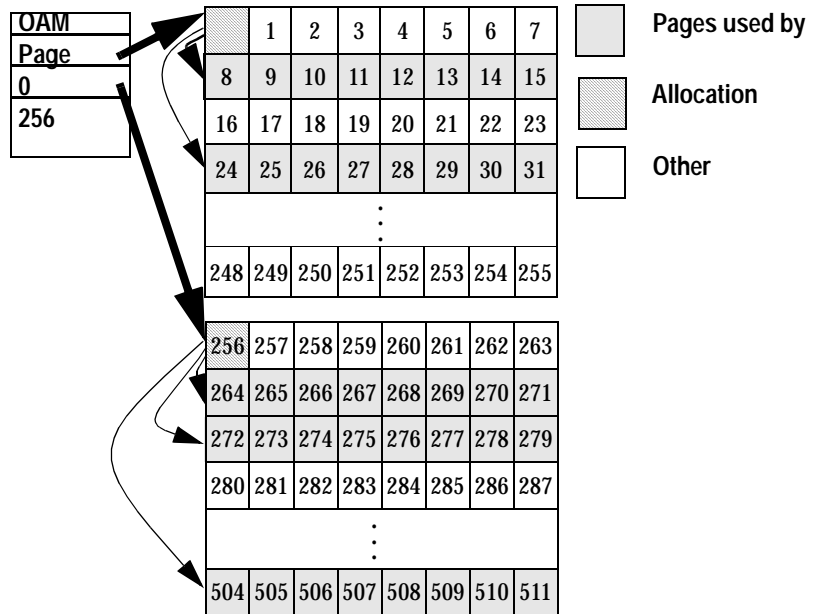 OAM
Page
0
256
1 2 3 4 5 6 7
8 9 10 11 12 13 14 15
16 17 18 19 20 21 22 23
24 25 26 27 28 29 30 31
248 249 250 251 252 253 254 255
256 257 258 259 260 261 262 263
264 265 266 267 268 269 270 271
272 273 274 275 276 277 278 279
280 281 282 283 284 285 286 287
504 505 506 507 508 509 510 511
Pages used by
Allocation
Other